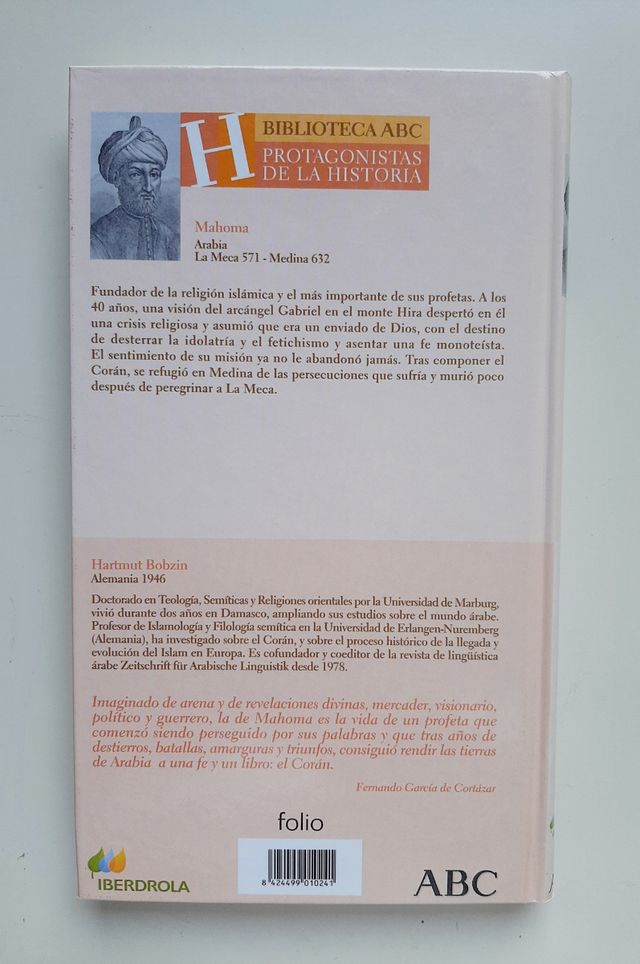 H
BIBLIOTECA ABC
PROTAGONISTAS
DE LA HISTORIA
Mahoma
Arabia
La Meca 571 - Medina 632
Fundador de la religión islámica y el más importante de sus profetas. A los
40 años, una visión del arcángel Gabriel en el monte Hira despertó en él
una crisis religiosa y asumió que era un enviado de Dios, con el destino
de desterrar la idolatría y el fetichismo y asentar una fe monoteísta.
El sentimiento de su misión ya no le abandonó jamás. Tras componer el
Corán, se refugió en Medina de las persecuciones que sufría y murió poco
después de peregrinar a La Meca.
Hartmut Bobzin
Alemania 1946
Doctorado en Teología, Semíticas y Religiones orientales por la Universidad de Marburg,
vivió durante dos años en Damasco, ampliando sus estudios sobre el mundo árabe.
Profesor de Islamología y Filología semítica en la Universidad de Erlangen-Nuremberg
(Alemania), ha investigado sobre el Corán, y sobre el proceso histórico de la llegada y
evolución del Islam en Europa. Es cofundador y coeditor de la revista de lingüística
árabe Zeitschrift für Arabische Linguistik desde 1978.
Imaginado de arena y de revelaciones divinas, mercader, visionario,
político y guerrero, la de Mahoma es la vida de un profeta que
comenzó siendo perseguido por sus palabras y que tras años de
destierros, batallas, amarguras y triunfos, consiguió rendir las tierras
de Arabia a una fe y un libro: el Corán.
Fernando García de Cortázar
folio
8 424499 010241
IBERDROLA
ABC